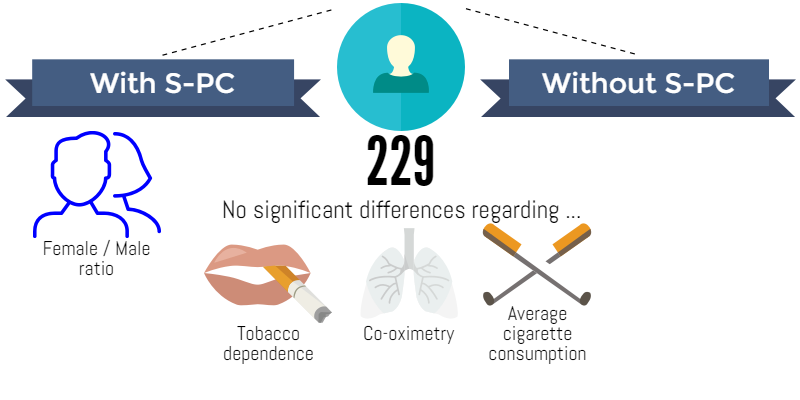 With S-PC
Without S-PC
229
No significant differences regarding ...
Female / Male
ratio
Tobacco
dependence
Co-oximetry
Average
cigarette
consumption